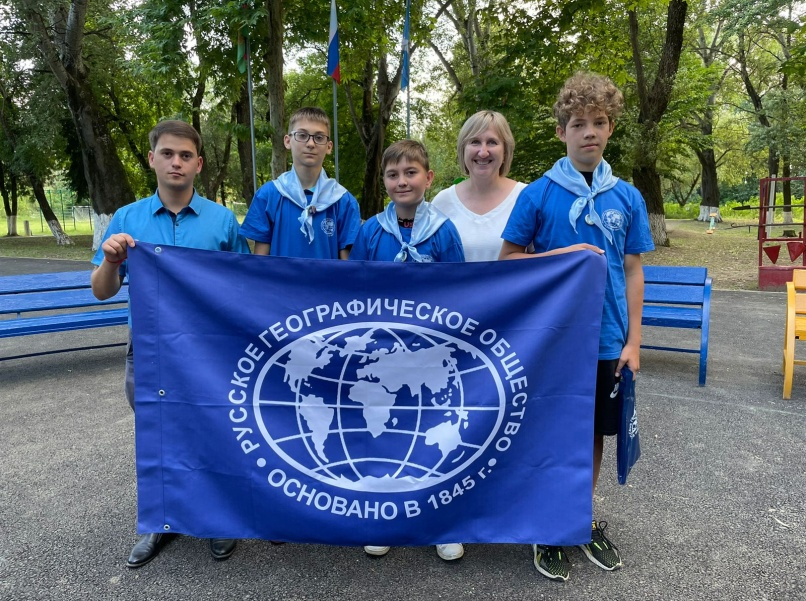 РУССКОЕ ГЕОГРАФИЧЕСКОЕ ОБЩЕСТВО
• ОСНОВАНО В 1845 г. •